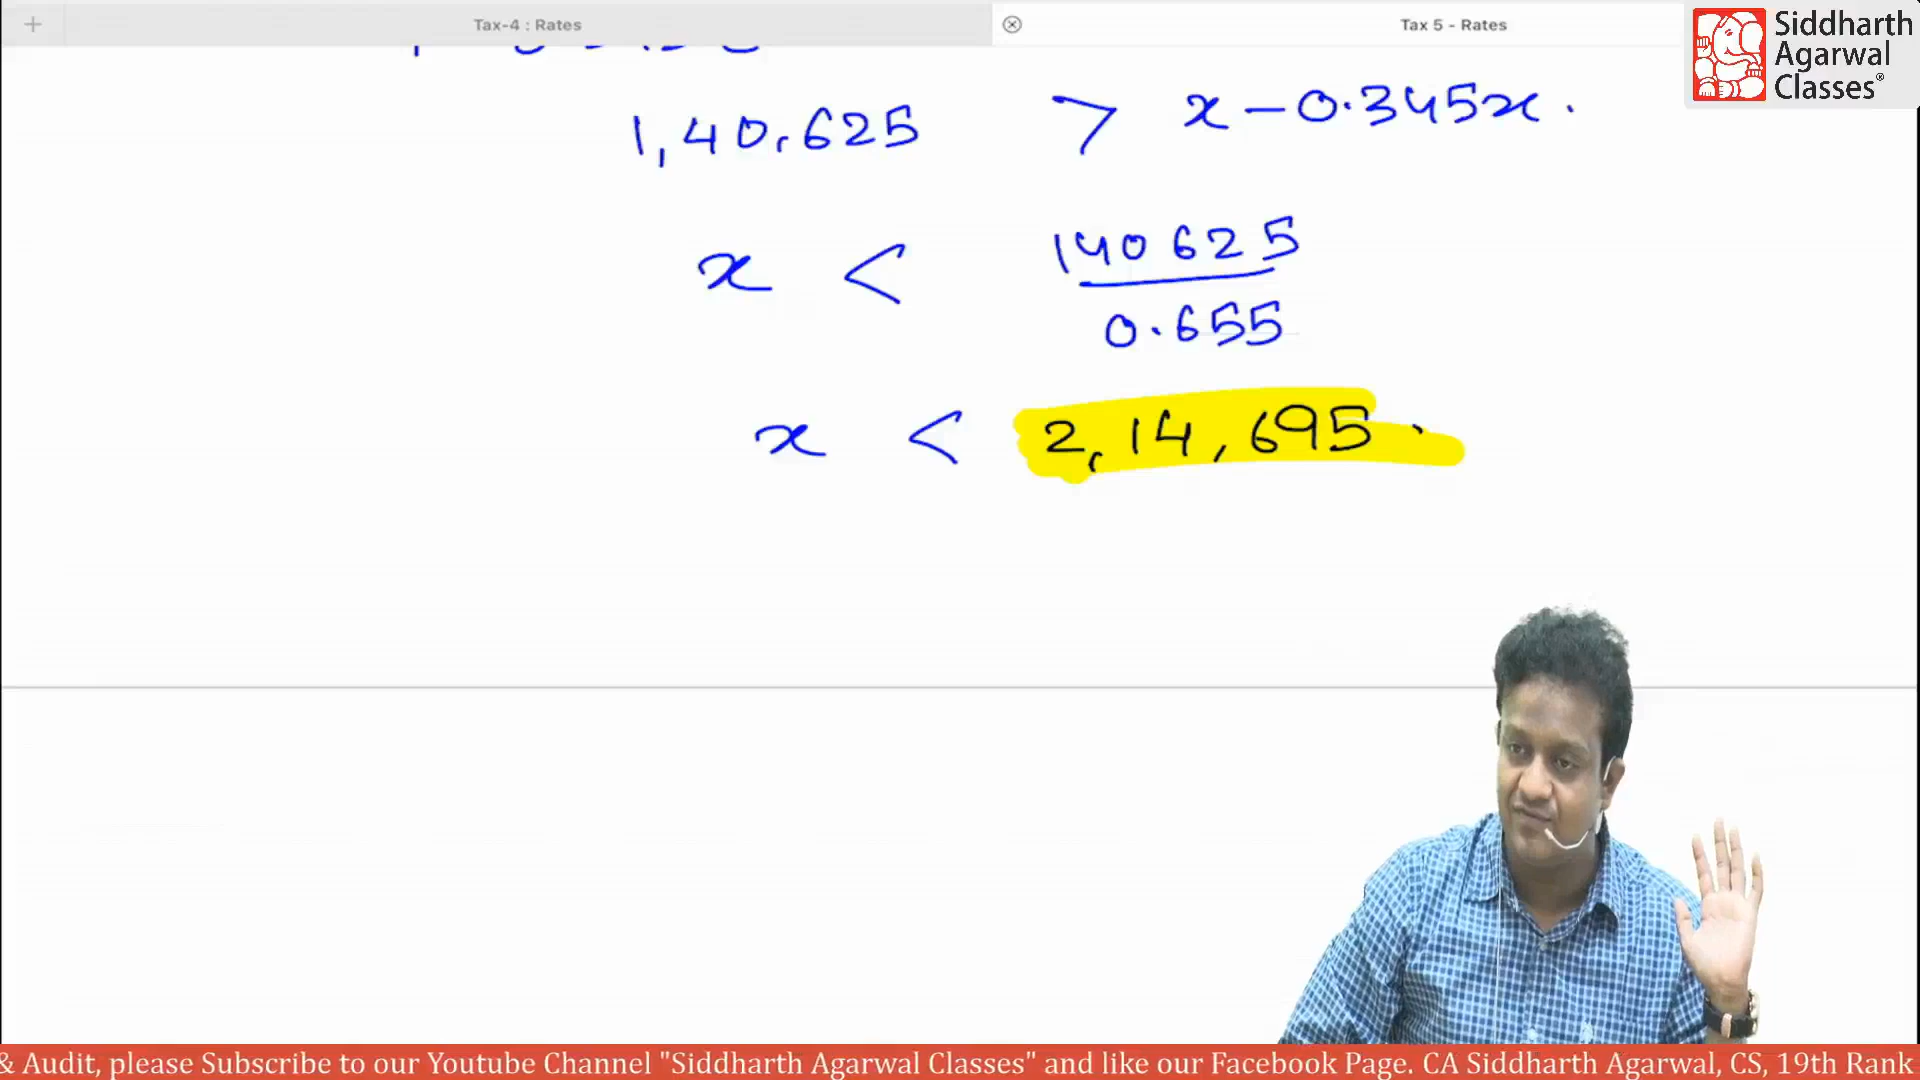 Tax-4 : Rates
Tax 5 - Rates
Siddharth
Agarwal
Classes®
1,40,625 > x - 0.345x.
x < 140625
0.655
x < 2,14,695.
& Audit, please Subscribe to our Youtube Channel "Siddharth Agarwal Classes" and like our Facebook Page. CA Siddharth Agarwal, CS, 19th Rank